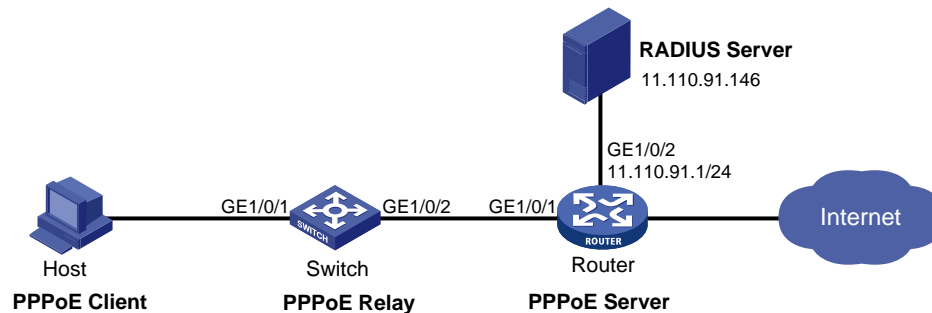 RADIUS Server
11.110.91.146
GE1/0/2
11.110.91.1/24
GE1/0/1
GE1/0/2
GE1/0/1
Internet
SWITCH
ROUTER
Host
Switch
Router
PPPoE Client
PPPoE Relay
PPPoE Server